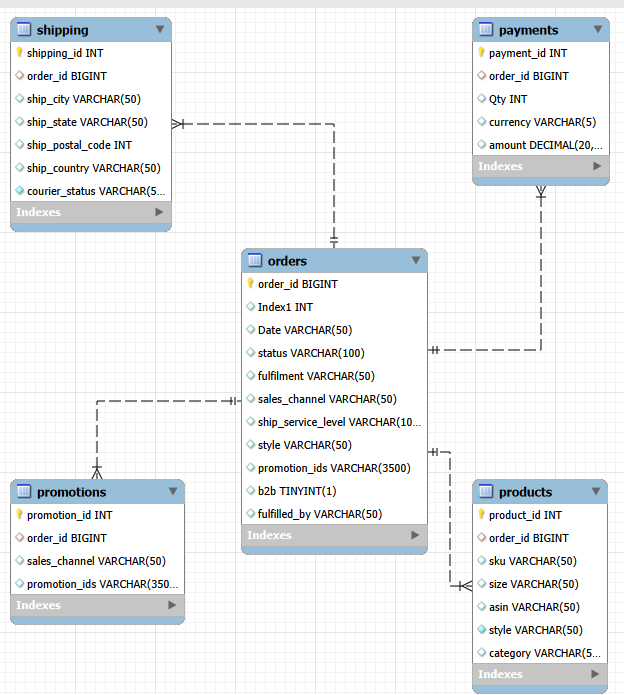 shipping
shipping_id INT
order_id BIGINT
ship_city VARCHAR(50)
ship_state VARCHAR(50)
ship_postal_code INT
ship_country VARCHAR(50)
courier_status VARCHAR(5...
Indexes
payments
payment_id INT
order_id BIGINT
Qty INT
currency VARCHAR(5)
amount DECIMAL(20,...
Indexes
orders
order_id BIGINT
Index1 INT
Date VARCHAR(50)
status VARCHAR(100)
fulfilment VARCHAR(50)
sales_channel VARCHAR(50)
ship_service_level VARCHAR(10...
style VARCHAR(50)
promotion_ids VARCHAR(3500)
b2b TINYINT(1)
fulfilled_by VARCHAR(50)
Indexes
promotions
promotion_id INT
order_id BIGINT
sales_channel VARCHAR(50)
promotion_ids VARCHAR(350...
Indexes
products
product_id INT
order_id BIGINT
sku VARCHAR(50)
size VARCHAR(50)
asin VARCHAR(50)
style VARCHAR(50)
category VARCHAR(5...
Indexes